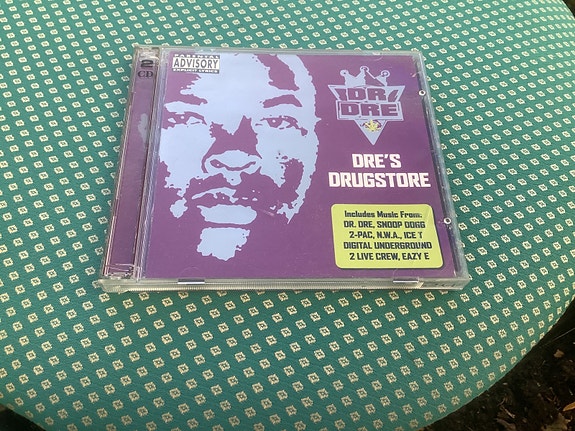 2
CD
PARENTAL
ADVISORY
EXPLICIT LYRICS
DR/
DRE
DRE'S
DRUGSTORE
Includes Music From:
DR. DRE, SNOOP DOGG
2-PAC, N.W.A., ICE T
DIGITAL UNDERGROUND
2 LIVE CREW, EAZY E